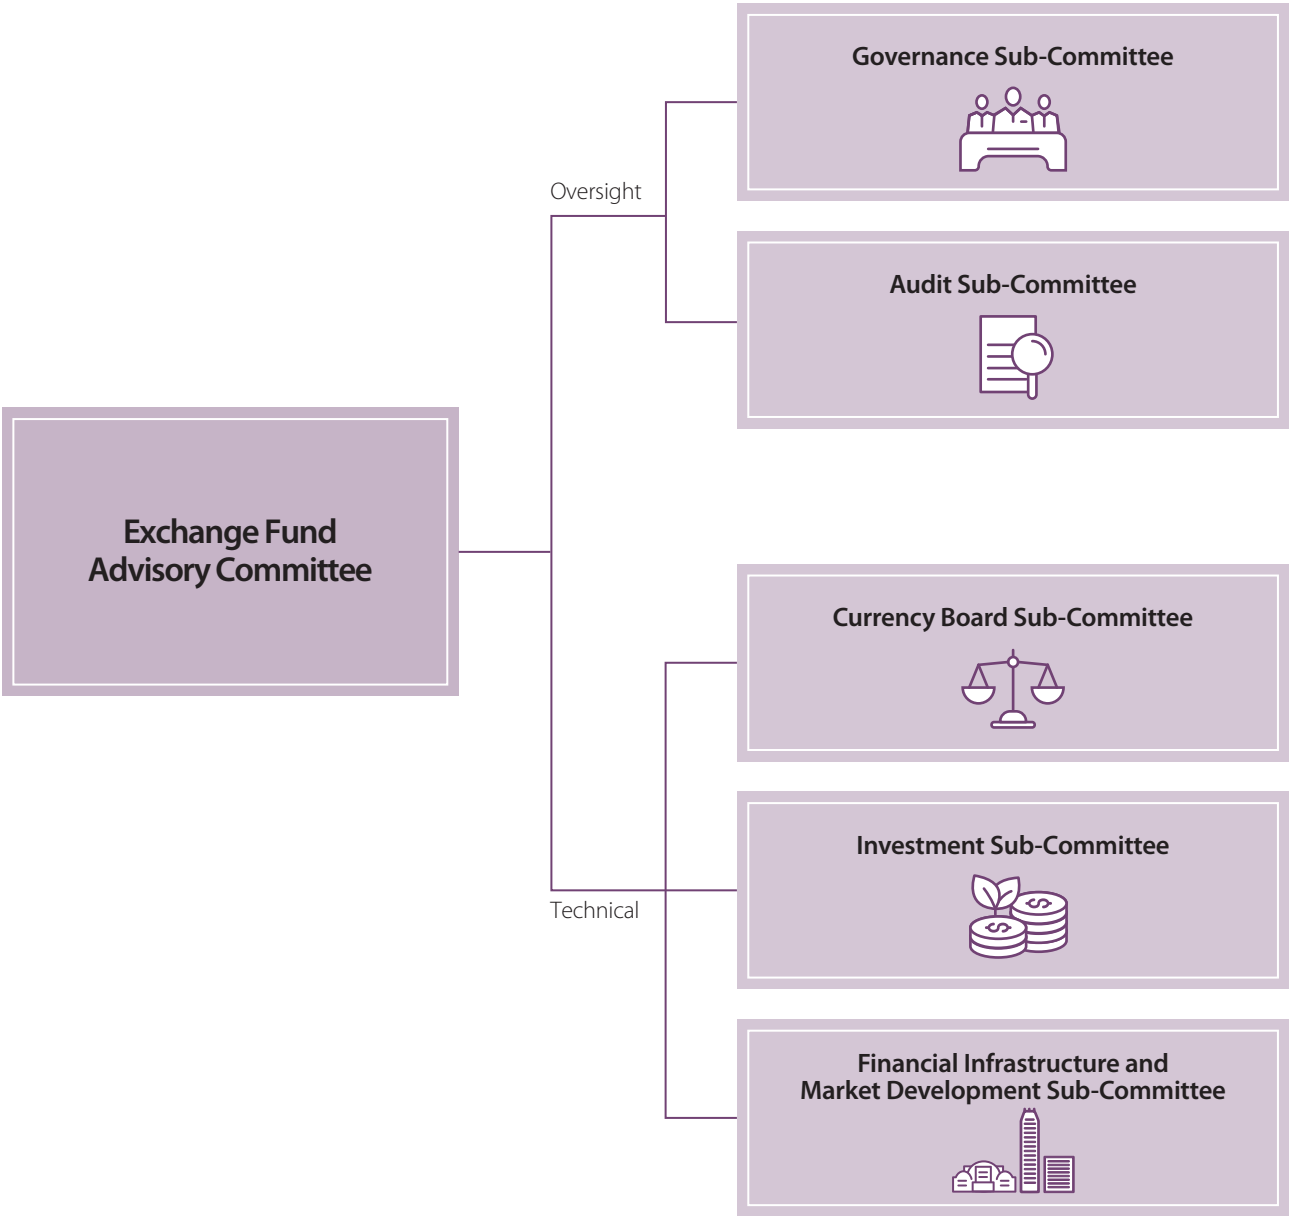 Exchange Fund
Advisory Committee
Oversight
Governance Sub-Committee
Audit Sub-Committee
Technical
Currency Board Sub-Committee
Investment Sub-Committee
Financial Infrastructure and
Market Development Sub-Committee